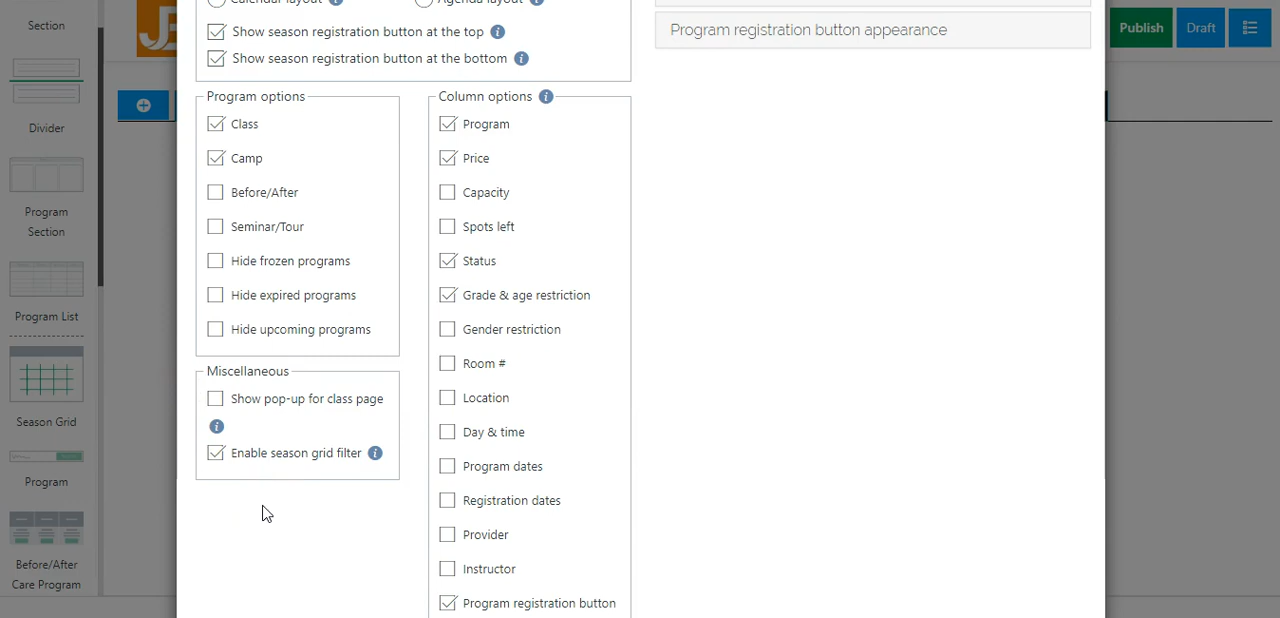 Section
Divider
Program
Section
Program List
Season Grid
Program
Before/After
Care Program
Calendar layout
Agenda layout
Show season registration button at the top
Show season registration button at the bottom
Program options
Class
Camp
Before/After
Seminar/Tour
Hide frozen programs
Hide expired programs
Hide upcoming programs
Miscellaneous
Show pop-up for class page
Enable season grid filter
Column options
Program
Price
Capacity
Spots left
Status
Grade & age restriction
Gender restriction
Room #
Location
Day & time
Program dates
Registration dates
Provider
Instructor
Program registration button
Program registration button appearance
Publish
Draft